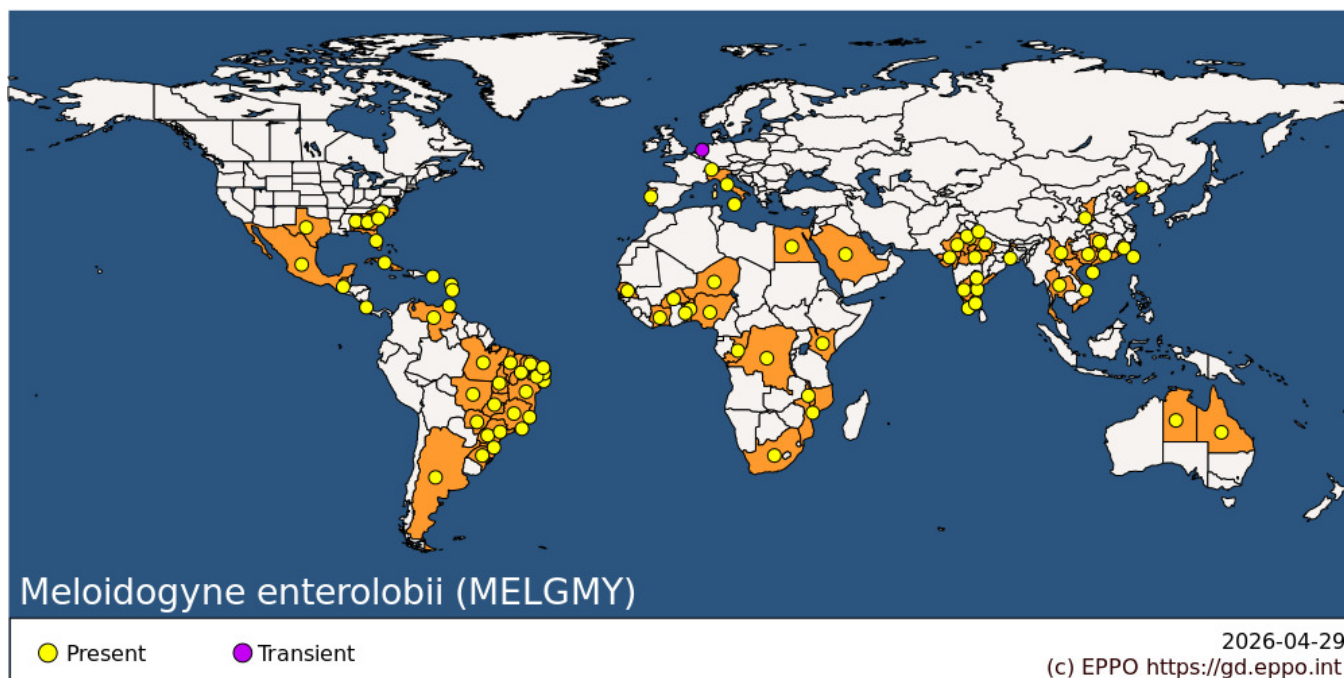 Meloidogyne enterolobii (MELGMY)
Present
Transient
2026-04-29
(c) EPPO https://gd.eppo.int